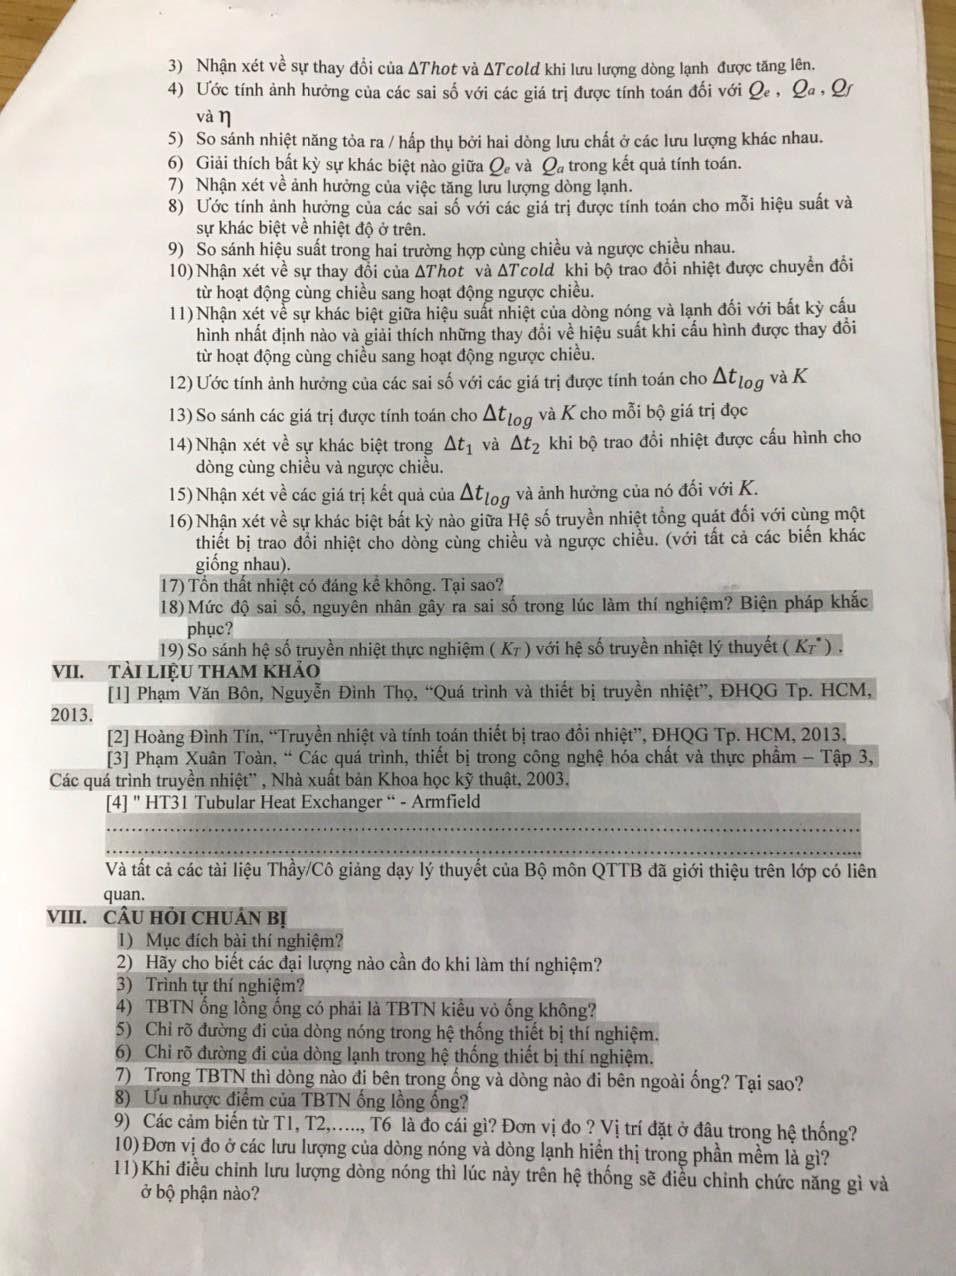 3) Nhận xét về sự thay đổi của ΔThot và ΔTcold khi lưu lượng dòng lạnh được tăng lên.
4) Ước tính ảnh hưởng của các sai số với các giá trị được tính toán đối với Qe , Qa , Qf
và η
5) So sánh nhiệt năng tỏa ra / hấp thụ bởi hai dòng lưu chất ở các lưu lượng khác nhau.
6) Giải thích bất kỳ sự khác biệt nào giữa Qe và Qa trong kết quả tính toán.
7) Nhận xét về ảnh hưởng của việc tăng lưu lượng dòng lạnh.
8) Ước tính ảnh hưởng của các sai số với các giá trị được tính toán cho mỗi hiệu suất và
sự khác biệt về nhiệt độ ở trên.
9) So sánh hiệu suất trong hai trường hợp cùng chiều và ngược chiều nhau.
10) Nhận xét về sự thay đổi của ΔThot và ΔTcold khi bộ trao đổi nhiệt được chuyển đổi
từ hoạt động cùng chiều sang hoạt động ngược chiều.
11) Nhận xét về sự khác biệt giữa hiệu suất nhiệt của dòng nóng và lạnh đối với bất kỳ cấu
hình nhất định nào và giải thích những thay đổi về hiệu suất khi cấu hình được thay đổi
từ hoạt động cùng chiều sang hoạt động ngược chiều.
12) Ước tính ảnh hưởng của các sai số với các giá trị được tính toán cho Δtlog và K
13) So sánh các giá trị được tính toán cho Δtlog và K cho mỗi bộ giá trị đọc
14) Nhận xét về sự khác biệt trong Δt1 và Δt2 khi bộ trao đổi nhiệt được cấu hình cho
dòng cùng chiều và ngược chiều.
15) Nhận xét về các giá trị kết quả của Δtlog và ảnh hưởng của nó đối với K.
16) Nhận xét về sự khác biệt bất kỳ nào giữa Hệ số truyền nhiệt tổng quát đối với cùng một
thiết bị trao đổi nhiệt cho dòng cùng chiều và ngược chiều. (với tất cả các biến khác
giống nhau).
17) Tổn thất nhiệt có đáng kể không. Tại sao?
18) Mức độ sai số, nguyên nhân gây ra sai số trong lúc làm thí nghiệm? Biện pháp khắc
phục?
19) So sánh hệ số truyền nhiệt thực nghiệm ( KT ) với hệ số truyền nhiệt lý thuyết ( KT* ) .
VII. TÀI LIỆU THAM KHẢO
[1] Phạm Văn Bôn, Nguyễn Đình Thọ, “Quá trình và thiết bị truyền nhiệt”, ĐHQG Tp. HCM,
2013.
[2] Hoàng Đình Tín, “Truyền nhiệt và tính toán thiết bị trao đổi nhiệt”, ĐHQG Tp. HCM, 2013.
[3] Phạm Xuân Toàn, “ Các quá trình, thiết bị trong công nghệ hóa chất và thực phẩm – Tập 3,
Các quá trình truyền nhiệt” , Nhà xuất bản Khoa học kỹ thuật, 2003.
[4] " HT31 Tubular Heat Exchanger “ - Armfield
Và tất cả các tài liệu Thầy/Cô giảng dạy lý thuyết của Bộ môn QTTB đã giới thiệu trên lớp có liên
quan.
VIII. CÂU HỎI CHUẨN BỊ
1) Mục đích bài thí nghiệm?
2) Hãy cho biết các đại lượng nào cần đo khi làm thí nghiệm?
3) Trình tự thí nghiệm?
4) TBTN ống lồng ống có phải là TBTN kiểu vỏ ống không?
5) Chỉ rõ đường đi của dòng nóng trong hệ thống thiết bị thí nghiệm.
6) Chỉ rõ đường đi của dòng lạnh trong hệ thống thiết bị thí nghiệm.
7) Trong TBTN thì dòng nào đi bên trong ống và dòng nào đi bên ngoài ống? Tại sao?
8) Ưu nhược điểm của TBTN ống lồng ống?
9) Các cảm biến từ T1, T2,…., T6 là đo cái gì? Đơn vị đo ? Vị trí đặt ở đâu trong hệ thống?
10) Đơn vị đo ở các lưu lượng của dòng nóng và dòng lạnh hiển thị trong phần mềm là gì?
11) Khi điều chỉnh lưu lượng dòng nóng thì lúc này trên hệ thống sẽ điều chỉnh chức năng gì và
ở bộ phận nào?